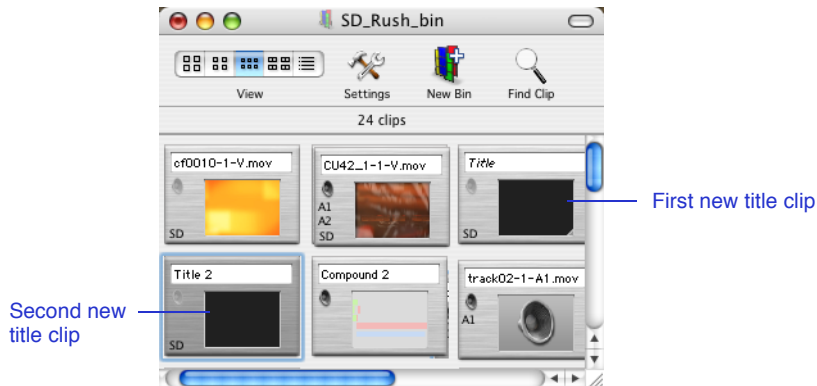 SD_Rush_bin
View
Settings
New Bin
Find Clip
24 clips
cf0010-1-V.mov
CU42_1-1-V.mov
Title
A1
A2
SD
SD
SD
First new title clip
Title 2
Compound 2
track02-1-A1.mov
A1
SD
Second new
title clip